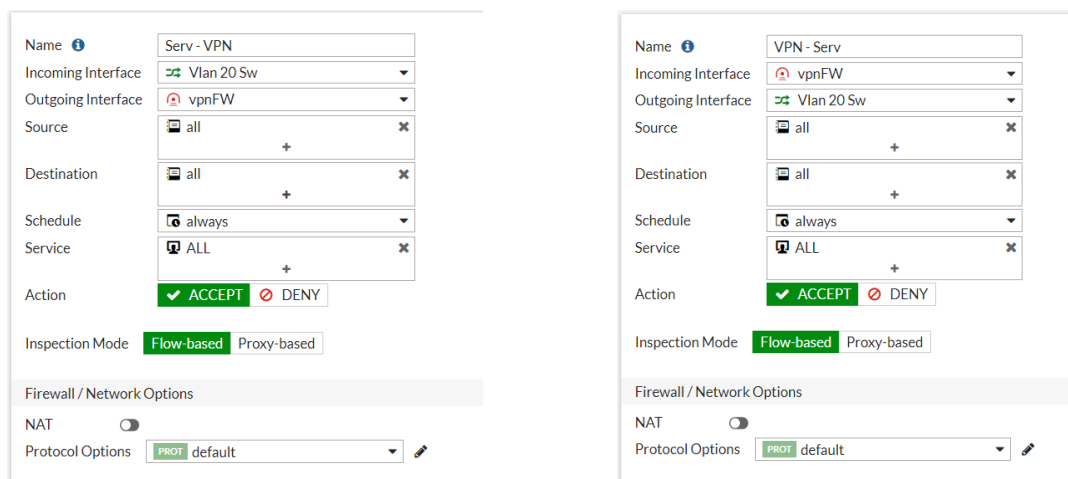 Name Serv - VPN
Incoming Interface Vlan 20 Sw
Outgoing Interface vpnFW
Source all
+
Destination all
+
Schedule always
Service ALL
+
Action ACCEPT DENY
Inspection Mode Flow-based Proxy-based
Firewall / Network Options
NAT
Protocol Options PROT default
Name VPN - Serv
Incoming Interface vpnFW
Outgoing Interface Vlan 20 Sw
Source all
+
Destination all
+
Schedule always
Service ALL
+
Action ACCEPT DENY
Inspection Mode Flow-based Proxy-based
Firewall / Network Options
NAT
Protocol Options PROT default